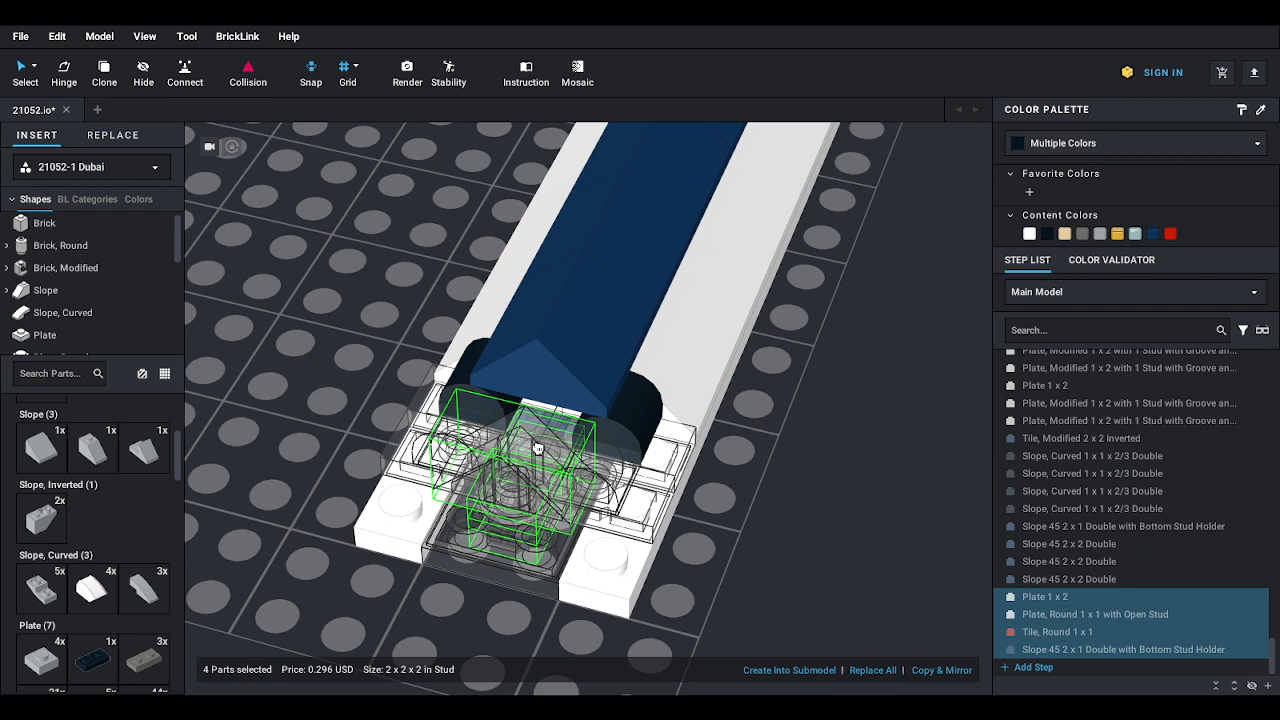 File Edit Model View Tool BrickLink Help
Select Hinge Clone Hide Connect Collision Snap Grid Render Stability Instruction Mosaic SIGN IN
21052.io*
INSERT REPLACE
21052-1 Dubai
Shapes BL Categories Colors
Brick
Brick, Round
Brick, Modified
Slope
Slope, Curved
Plate
Search Parts...
Slope (3)
1x 1x 1x
Slope, Inverted (1)
2x
Slope, Curved (3)
5x 4x 3x
Plate (7)
4x 1x 3x
4 Parts selected Price: 0.296 USD Size: 2 x 2 x 2 in Stud
Create Into Submodel | Replace All | Copy & Mirror
COLOR PALETTE
Multiple Colors
Favorite Colors
Content Colors
STEP LIST COLOR VALIDATOR
Main Model
Search...
Plate, Modified 1 x 2 with 1 Stud with Groove an...
Plate, Modified 1 x 2 with 1 Stud with Groove an...
Plate 1 x 2
Plate, Modified 1 x 2 with 1 Stud with Groove an...
Plate, Modified 1 x 2 with 1 Stud with Groove an...
Tile, Modified 2 x 2 Inverted
Slope, Curved 1 x 1 x 2/3 Double
Slope, Curved 1 x 1 x 2/3 Double
Slope, Curved 1 x 1 x 2/3 Double
Slope, Curved 1 x 1 x 2/3 Double
Slope 45 2 x 1 Double with Bottom Stud Holder
Slope 45 2 x 2 Double
Slope 45 2 x 2 Double
Slope 45 2 x 2 Double
Plate 1 x 2
Plate, Round 1 x 1 with Open Stud
Tile, Round 1 x 1
Slope 45 2 x 1 Double with Bottom Stud Holder
Add Step